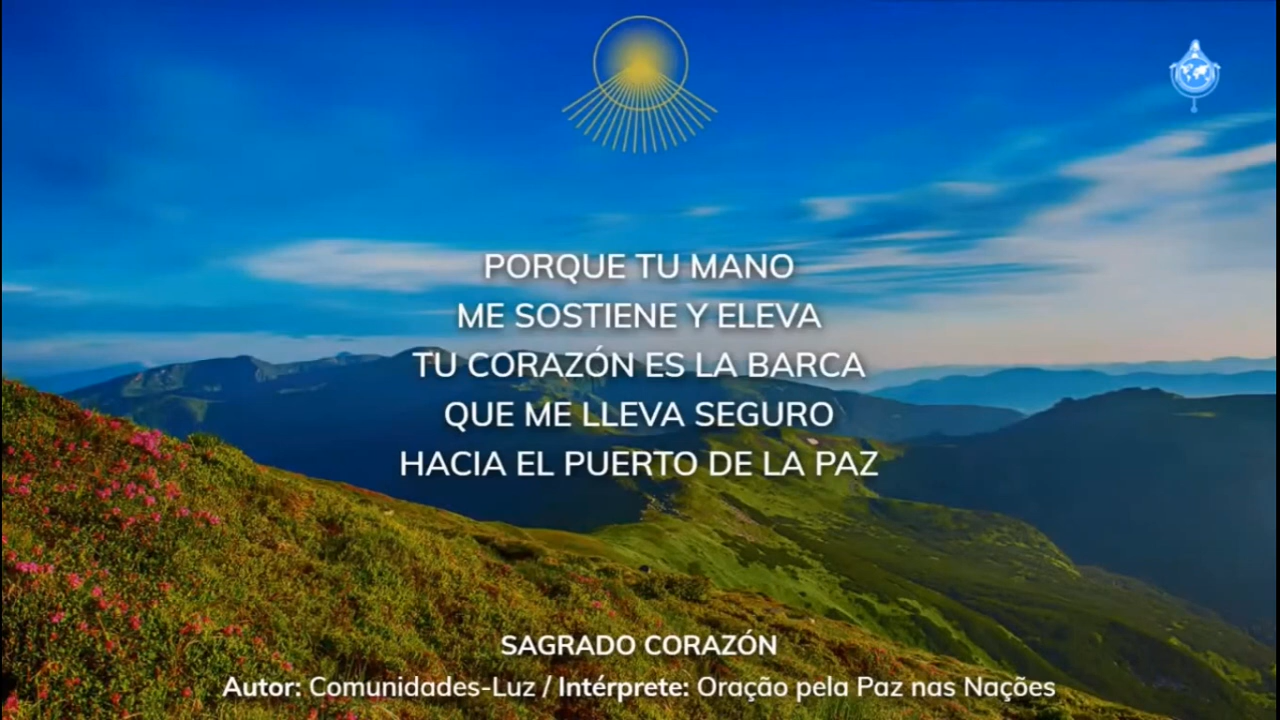 PORQUE TU MANO
ME SOSTIENE Y ELEVA
TU CORAZÓN ES LA BARCA
QUE ME LLEVA SEGURO
HACIA EL PUERTO DE LA PAZ
SAGRADO CORAZÓN
Autor: Comunidades-Luz / Intérprete: Oração pela Paz nas Nações